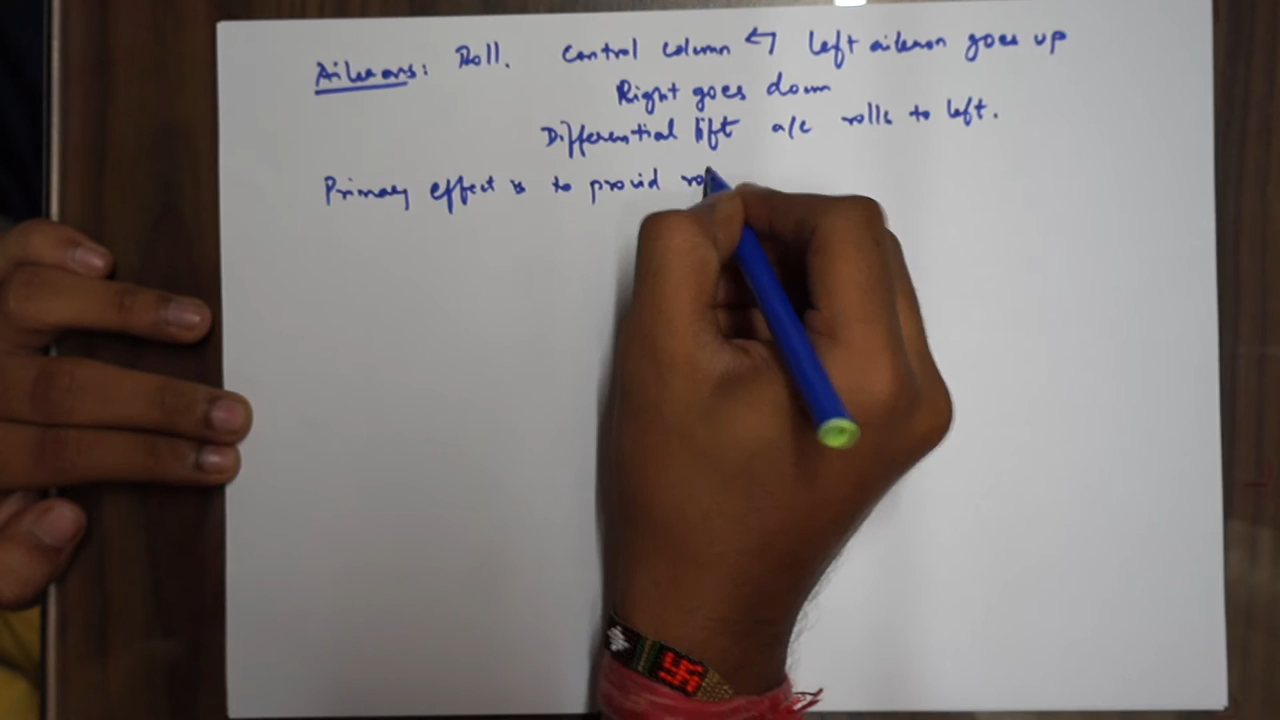 Ailerons: Roll. Control Column ↰ left aileron goes up
Right goes down
Differential lift a/c rolls to left.
Primary effect is to provid ro